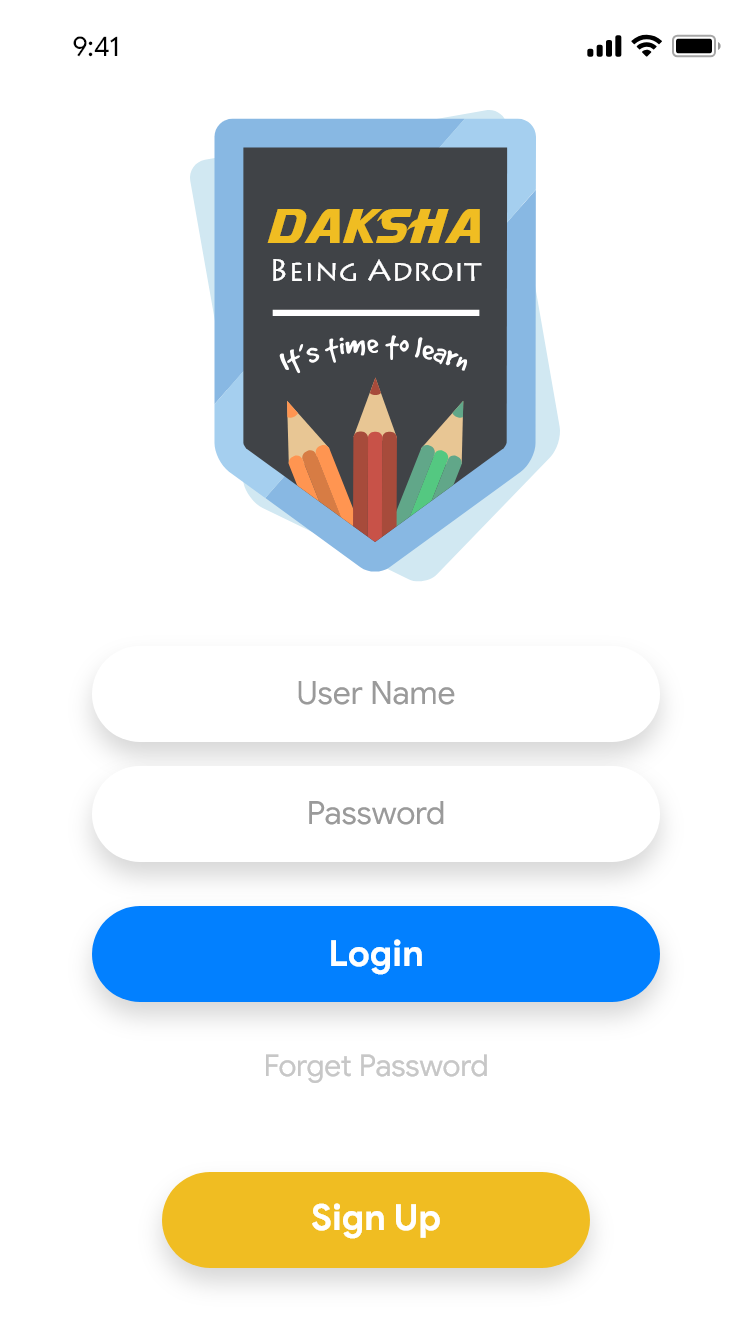 9:41
DAKSHA
BEING ADROIT
It's time to learn
User Name
Password
Login
Forget Password
Sign Up